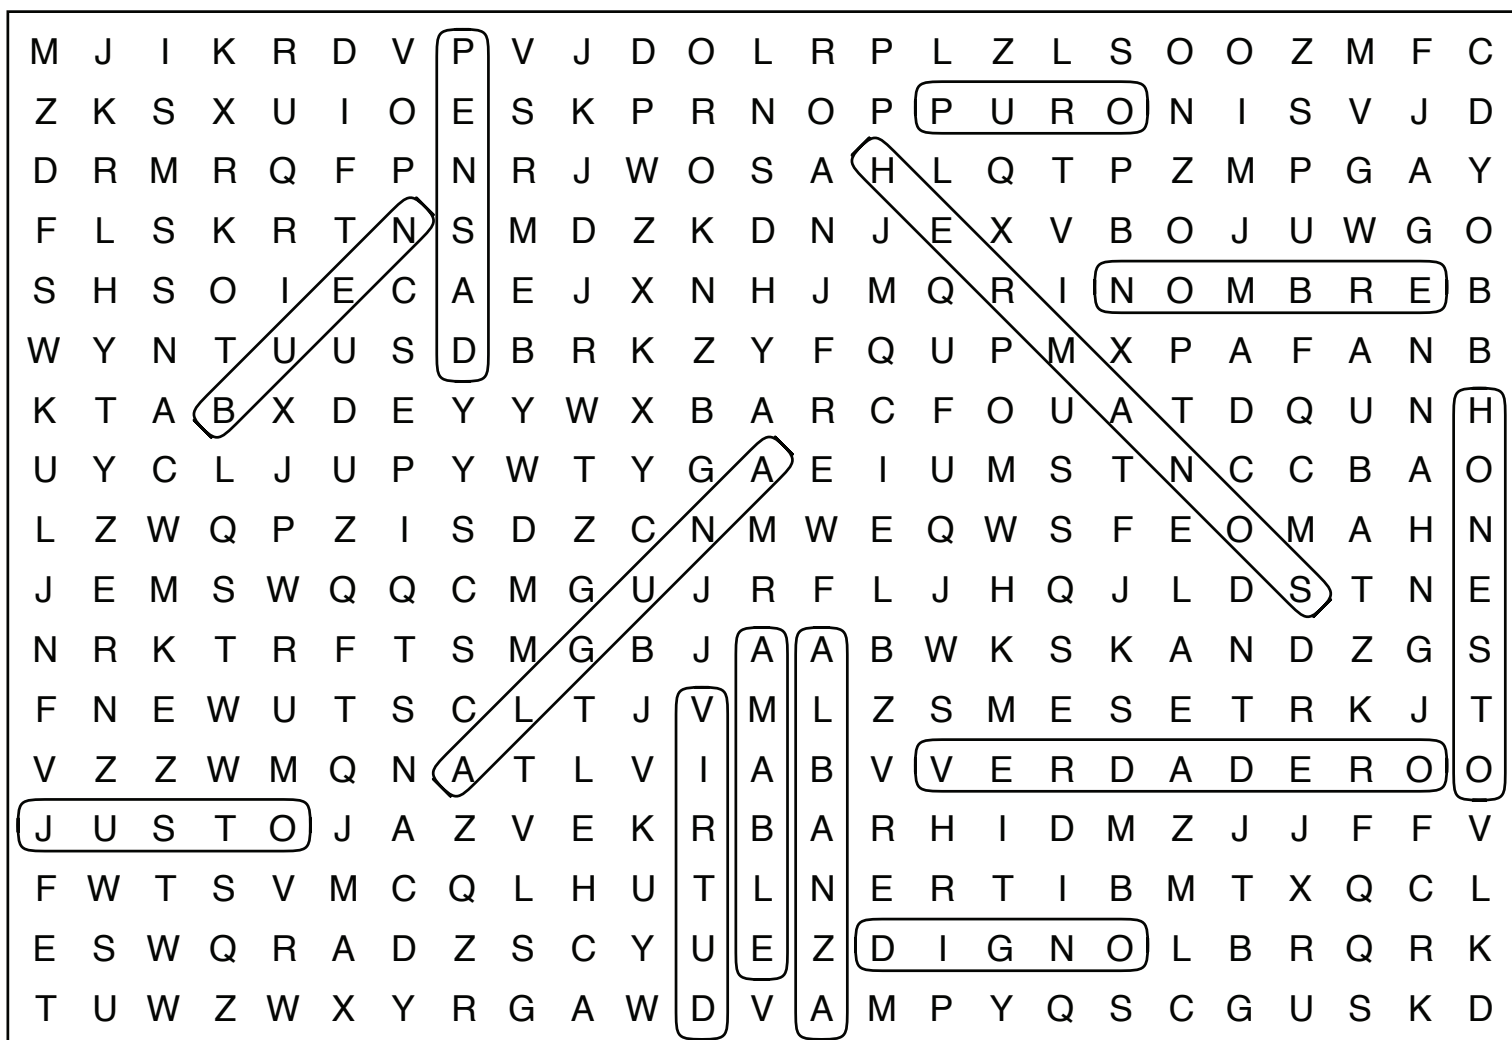 M J I K R D V P V J D O L R P L Z L S O O Z M F C
Z K S X U I O E S K P R N O P P U R O N I S V J D
D R M R Q F P N R J W O S A H L Q T P Z M P G A Y
F L S K R T N S M D Z K D N J E X V B O J U W G O
S H S O I E C A E J X N H J M Q R I N O M B R E B
W Y N T U U S D B R K Z Y F Q U P M X P A F A N B
K T A B X D E Y Y W X B A R C F O U A T D Q U N H
U Y C L J U P Y W T Y G A E I U M S T N C C B A O
L Z W Q P Z I S D Z C N M W E Q W S F E O M A H N
J E M S W Q Q C M G U J R F L J H Q J L D S T N E
N R K T R F T S M G B J A A B W K S K A N D Z G S
F N E W U T S C L T J V M L Z S M E S E T R K J T
V Z Z W M Q N A T L V I A B V V E R D A D E R O O
J U S T O J A Z V E K R B A R H I D M Z J J F F V
F W T S V M C Q L H U T L N E R T I B M T X Q C L
E S W Q R A D Z S C Y U E Z D I G N O L B R Q R K
T U W Z W X Y R G A W D V A M P Y Q S C G U S K D